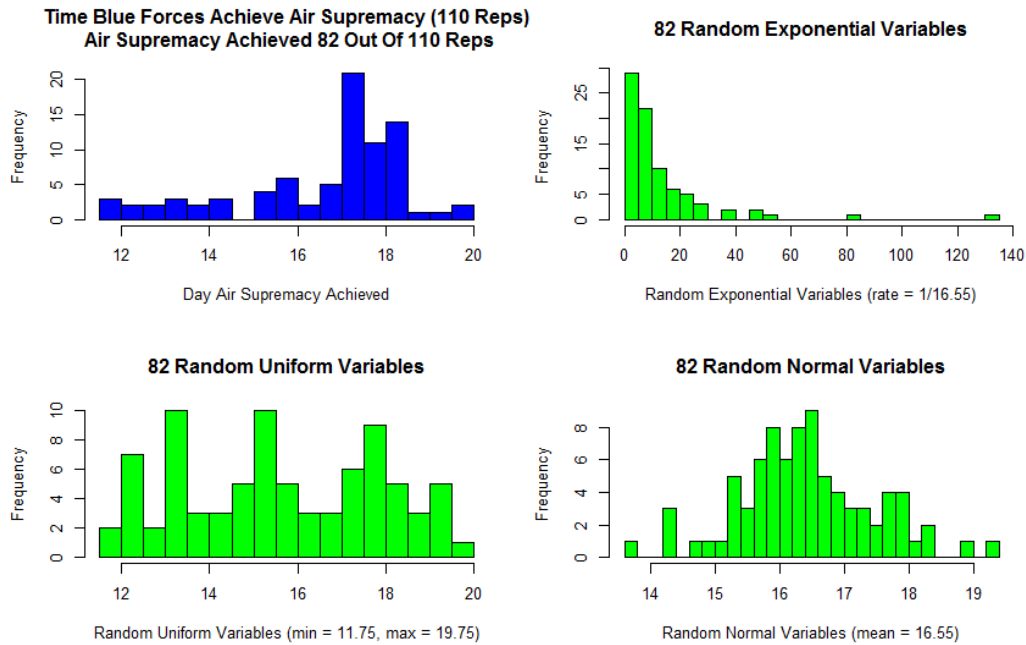 Time Blue Forces Achieve Air Supremacy (110 Reps)
Air Supremacy Achieved 82 Out Of 110 Reps
Frequency
20
15
10
5
0
12 14 16 18 20
Day Air Supremacy Achieved
82 Random Exponential Variables
Frequency
25
15
5
0
0 20 40 60 80 100 120 140
Random Exponential Variables (rate = 1/16.55)
82 Random Uniform Variables
Frequency
10
8
6
4
2
0
12 14 16 18 20
Random Uniform Variables (min = 11.75, max = 19.75)
82 Random Normal Variables
Frequency
8
6
4
2
0
14 15 16 17 18 19
Random Normal Variables (mean = 16.55)